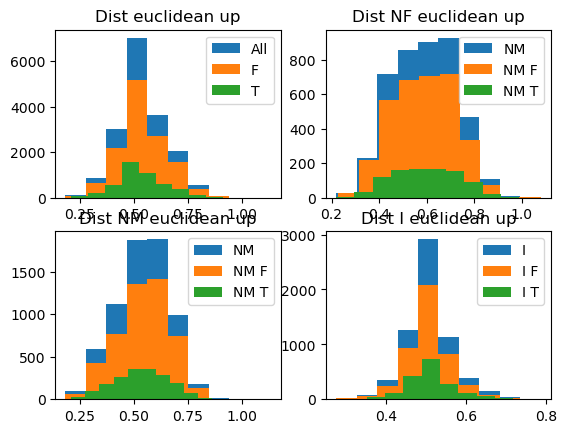 Dist euclidean up
6000
4000
2000
0
0.25
0.50
0.75
1.00
All
F
T
Dist NF euclidean up
800
600
400
200
0
0.2
0.4
0.6
0.8
1.0
NM
NM F
NM T
Dist NM euclidean up
1500
1000
500
0
0.25
0.50
0.75
1.00
NM
NM F
NM T
Dist I euclidean up
3000
2000
1000
0
0.4
0.6
0.8
I
I F
I T